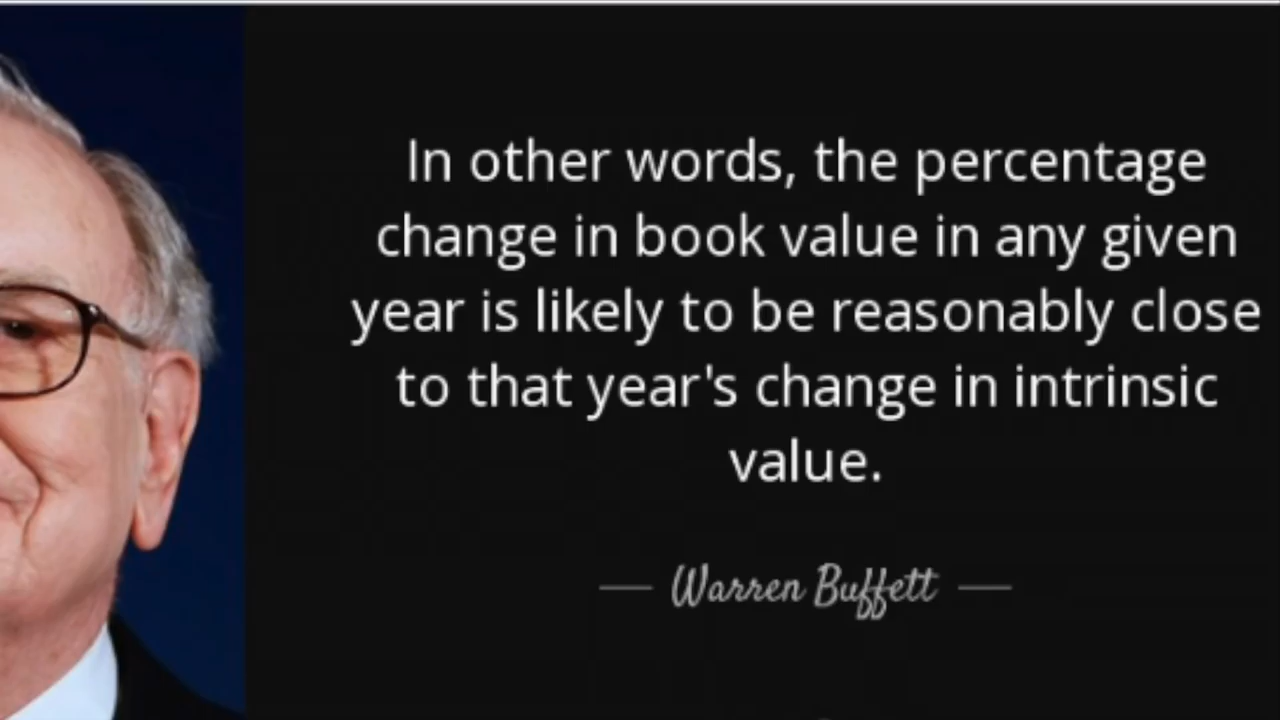 In other words, the percentage
change in book value in any given
year is likely to be reasonably close
to that year's change in intrinsic
value.
Warren Buffett